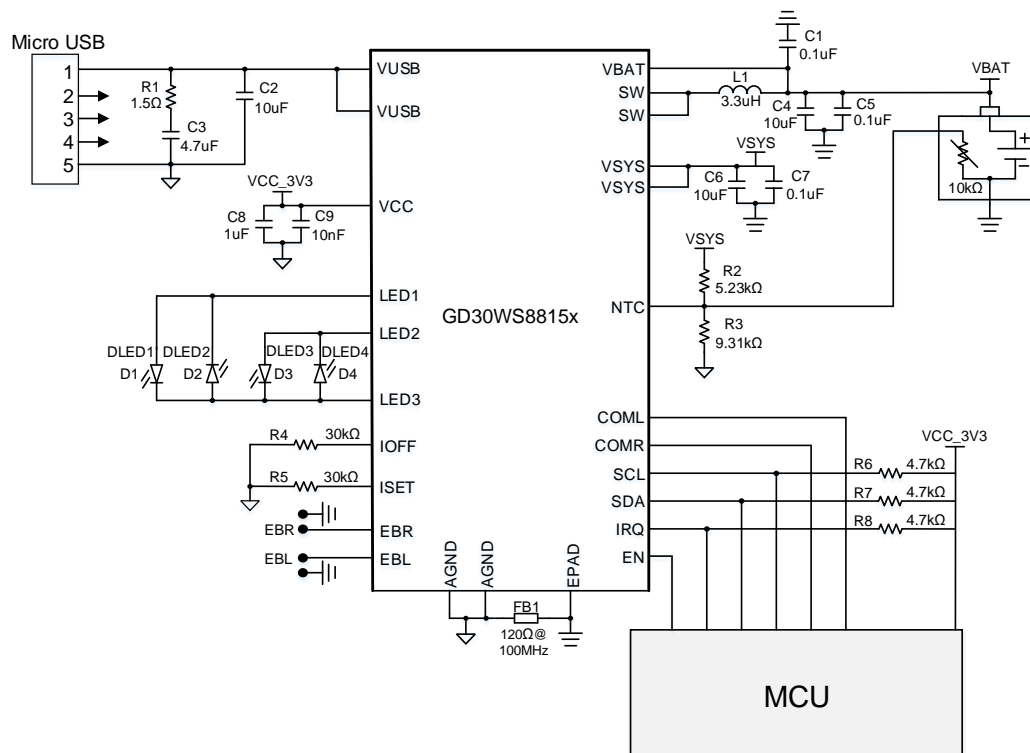 Micro USB
1
2
3
4
5
R1
1.5Ω
C3
4.7uF
C2
10uF
VCC_3V3
C8
1uF
C9
10nF
DLED1
D1
DLED2
D2
DLED3
D3
DLED4
D4
R4
30kΩ
R5
30kΩ
EBR
EBL
VUSB
VUSB
VCC
LED1
LED2
LED3
IOFF
ISET
EBR
EBL
GD30WS8815x
AGND
AGND
EPAD
FB1
120Ω@
100MHz
VBAT
SW
SW
VSYS
VSYS
NTC
COML
COMR
SCL
SDA
IRQ
EN
C1
0.1uF
L1
3.3uH
C4
10uF
C5
0.1uF
VBAT
+
10kΩ
VSYS
C6
10uF
C7
0.1uF
VSYS
R2
5.23kΩ
R3
9.31kΩ
VCC_3V3
R6
4.7kΩ
R7
4.7kΩ
R8
4.7kΩ
MCU